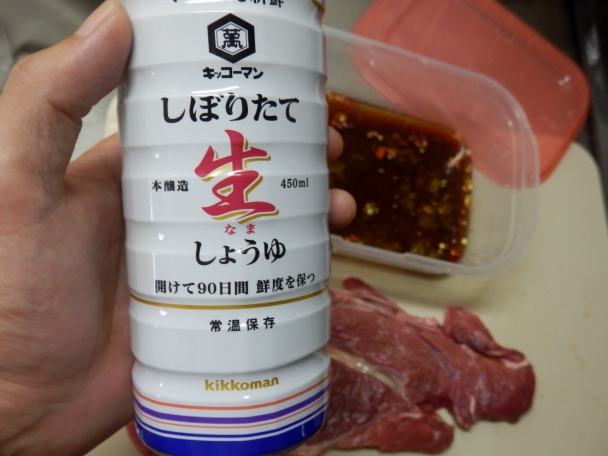 萬
キッコーマン
しぼりたて
本醸造 生 450ml
なま
しょうゆ
開けて90日間 鮮度を保つ
常温保存
kikkoman